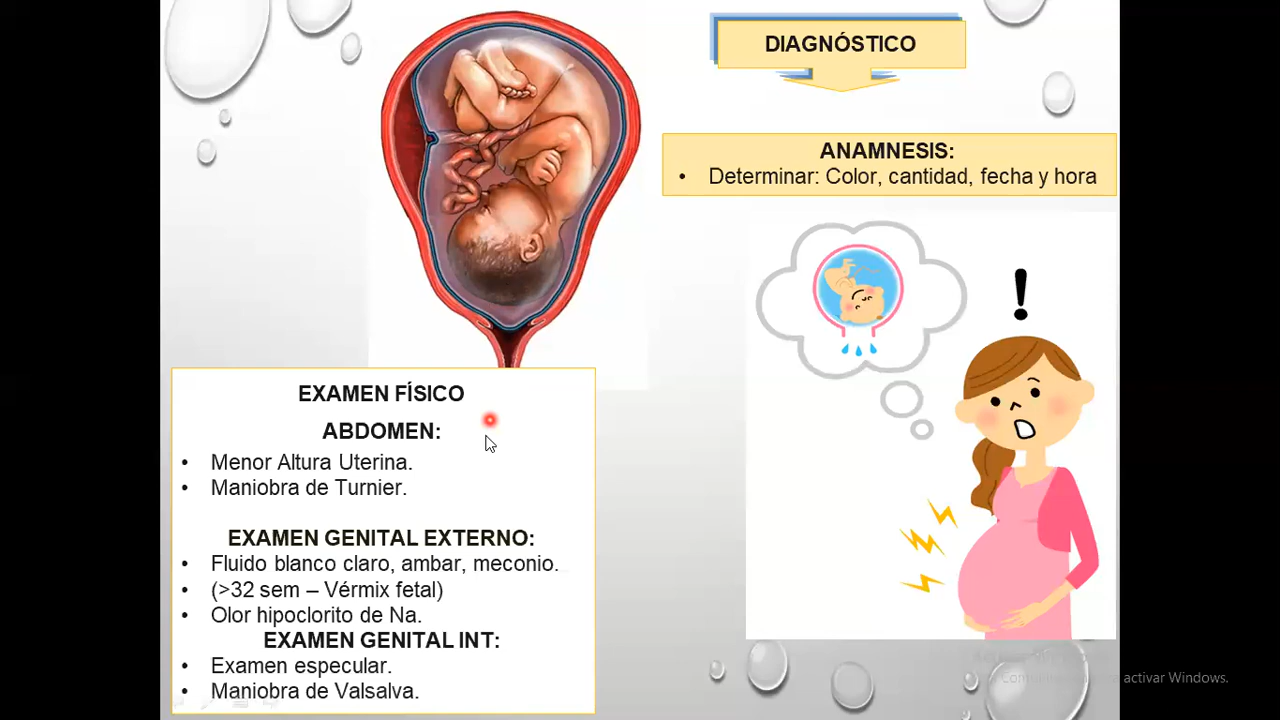 DIAGNÓSTICO
ANAMNESIS:
• Determinar: Color, cantidad, fecha y hora
!
EXAMEN FÍSICO
ABDOMEN:
• Menor Altura Uterina.
• Maniobra de Turnier.
EXAMEN GENITAL EXTERNO:
• Fluido blanco claro, ambar, meconio.
• (>32 sem – Vérmix fetal)
• Olor hipoclorito de Na.
EXAMEN GENITAL INT:
• Examen especular.
• Maniobra de Valsalva.
activar Windows.